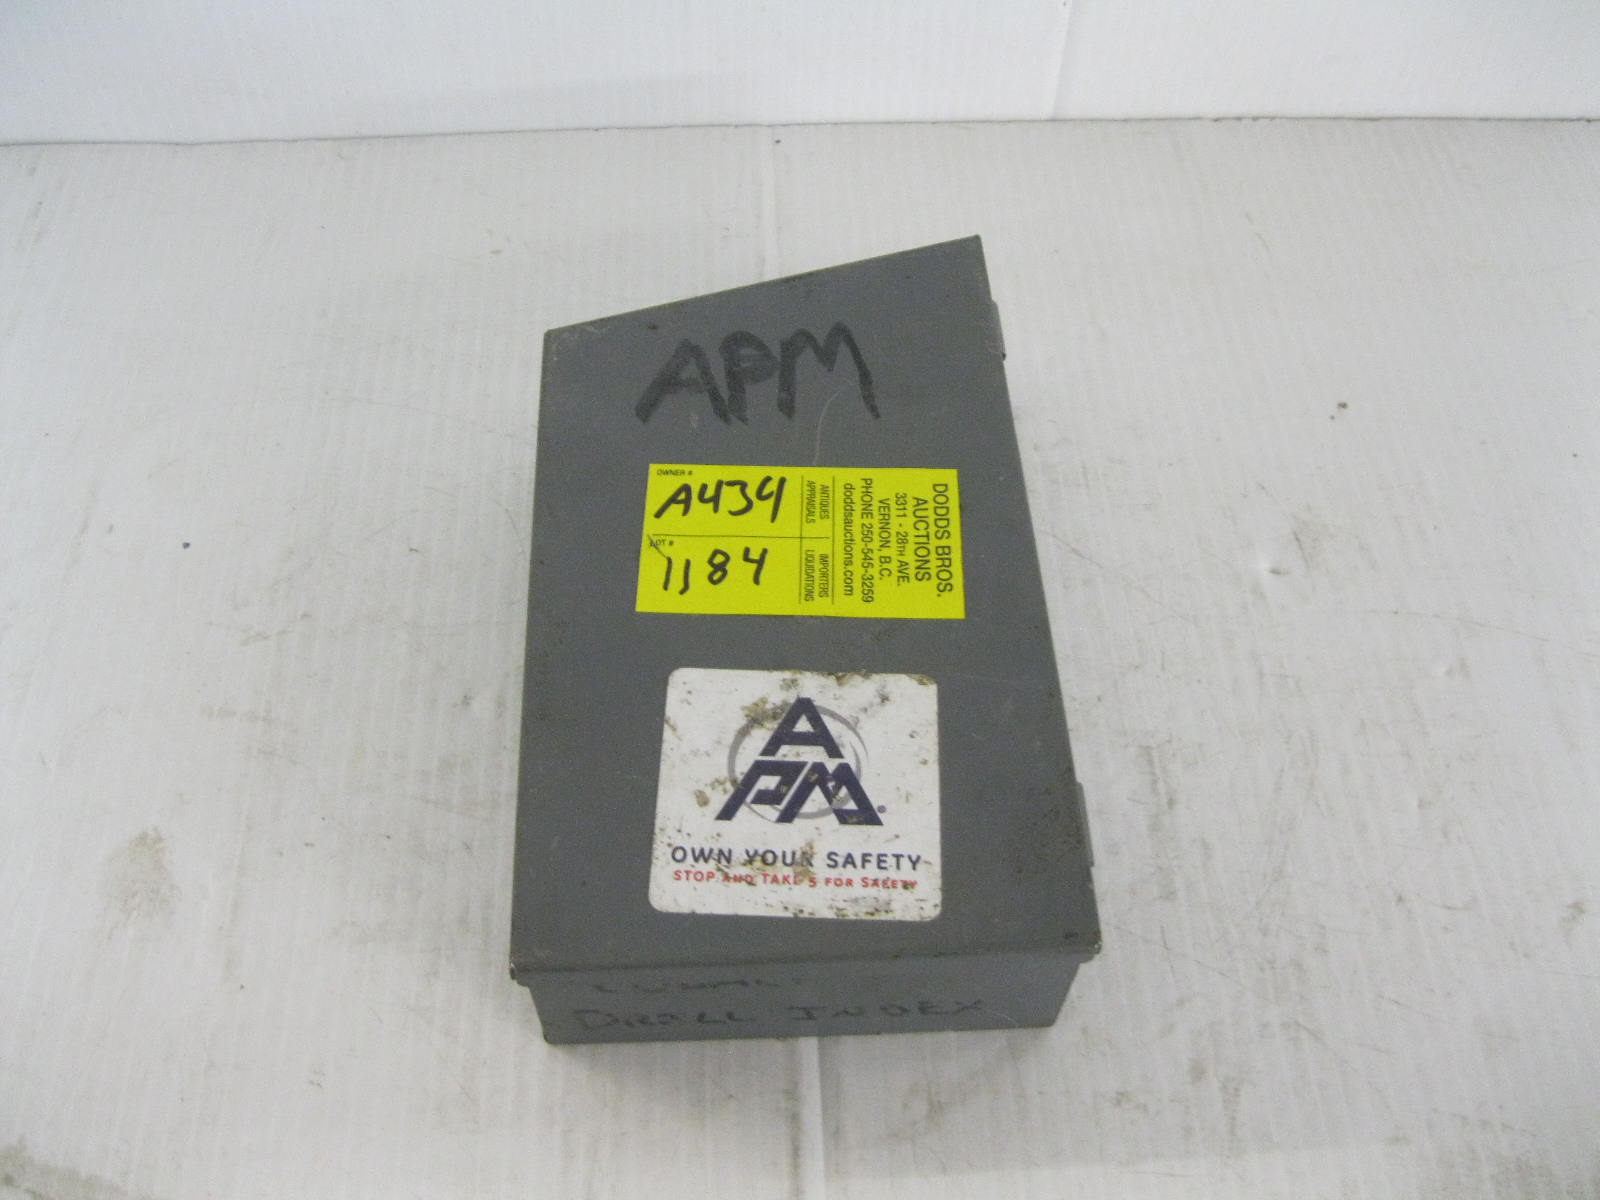 APM
OWNER #
A434
LOT #
1184
ANTIQUES
APPRAISALS
IMPORTERS
LIQUIDATIONS
DODDS BROS.
AUCTIONS
3311 - 28TH AVE.
VERNON, B.C.
PHONE 250-545-3259
doddsauctions.com
A
PM®
OWN YOUR SAFETY
STOP AND TAKE 5 FOR SAFETY
DRILL INDEX